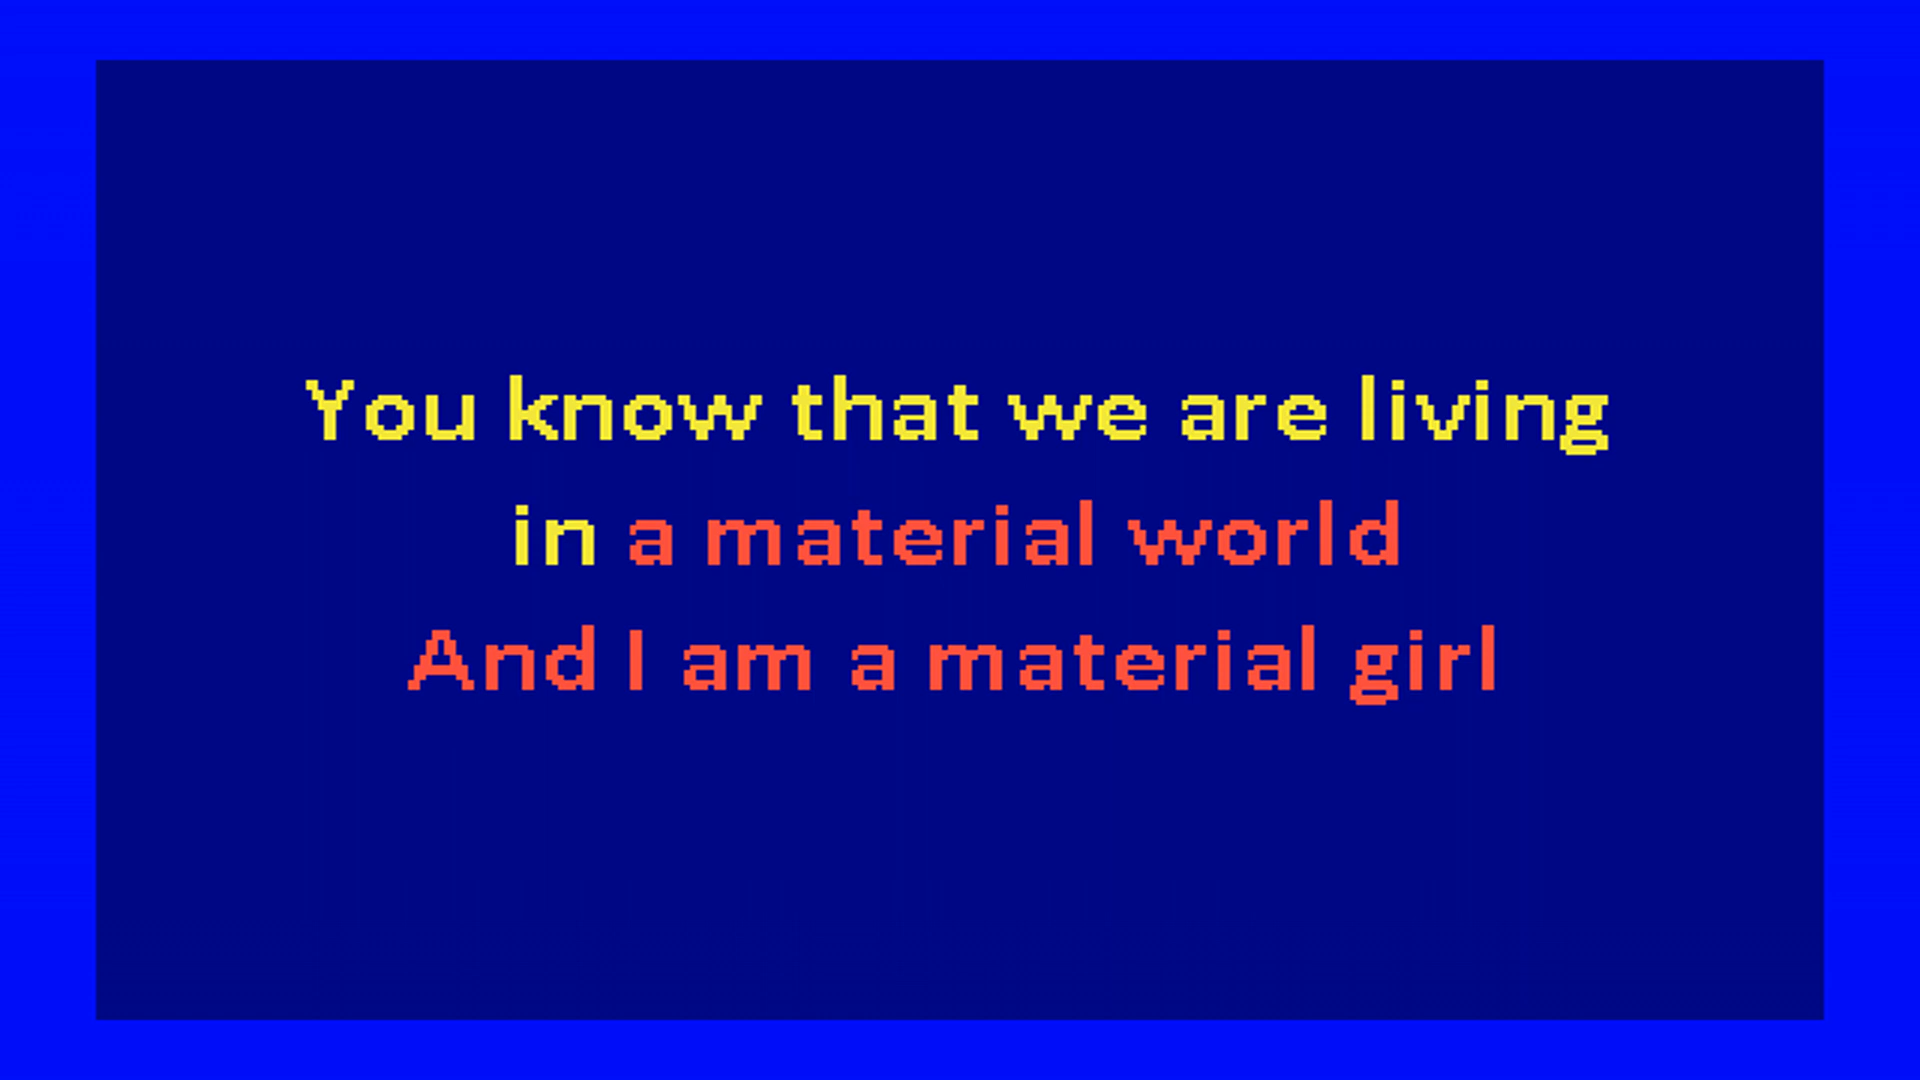 You know that we are living
in a material world
And I am a material girl